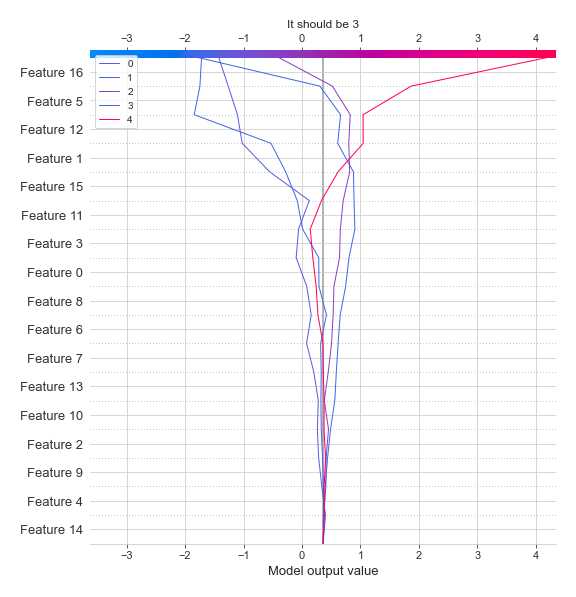 It should be 3
−3 −2 −1 0 1 2 3 4
0
1
2
3
4
Feature 16
Feature 5
Feature 12
Feature 1
Feature 15
Feature 11
Feature 3
Feature 0
Feature 8
Feature 6
Feature 7
Feature 13
Feature 10
Feature 2
Feature 9
Feature 4
Feature 14
−3 −2 −1 0 1 2 3 4
Model output value